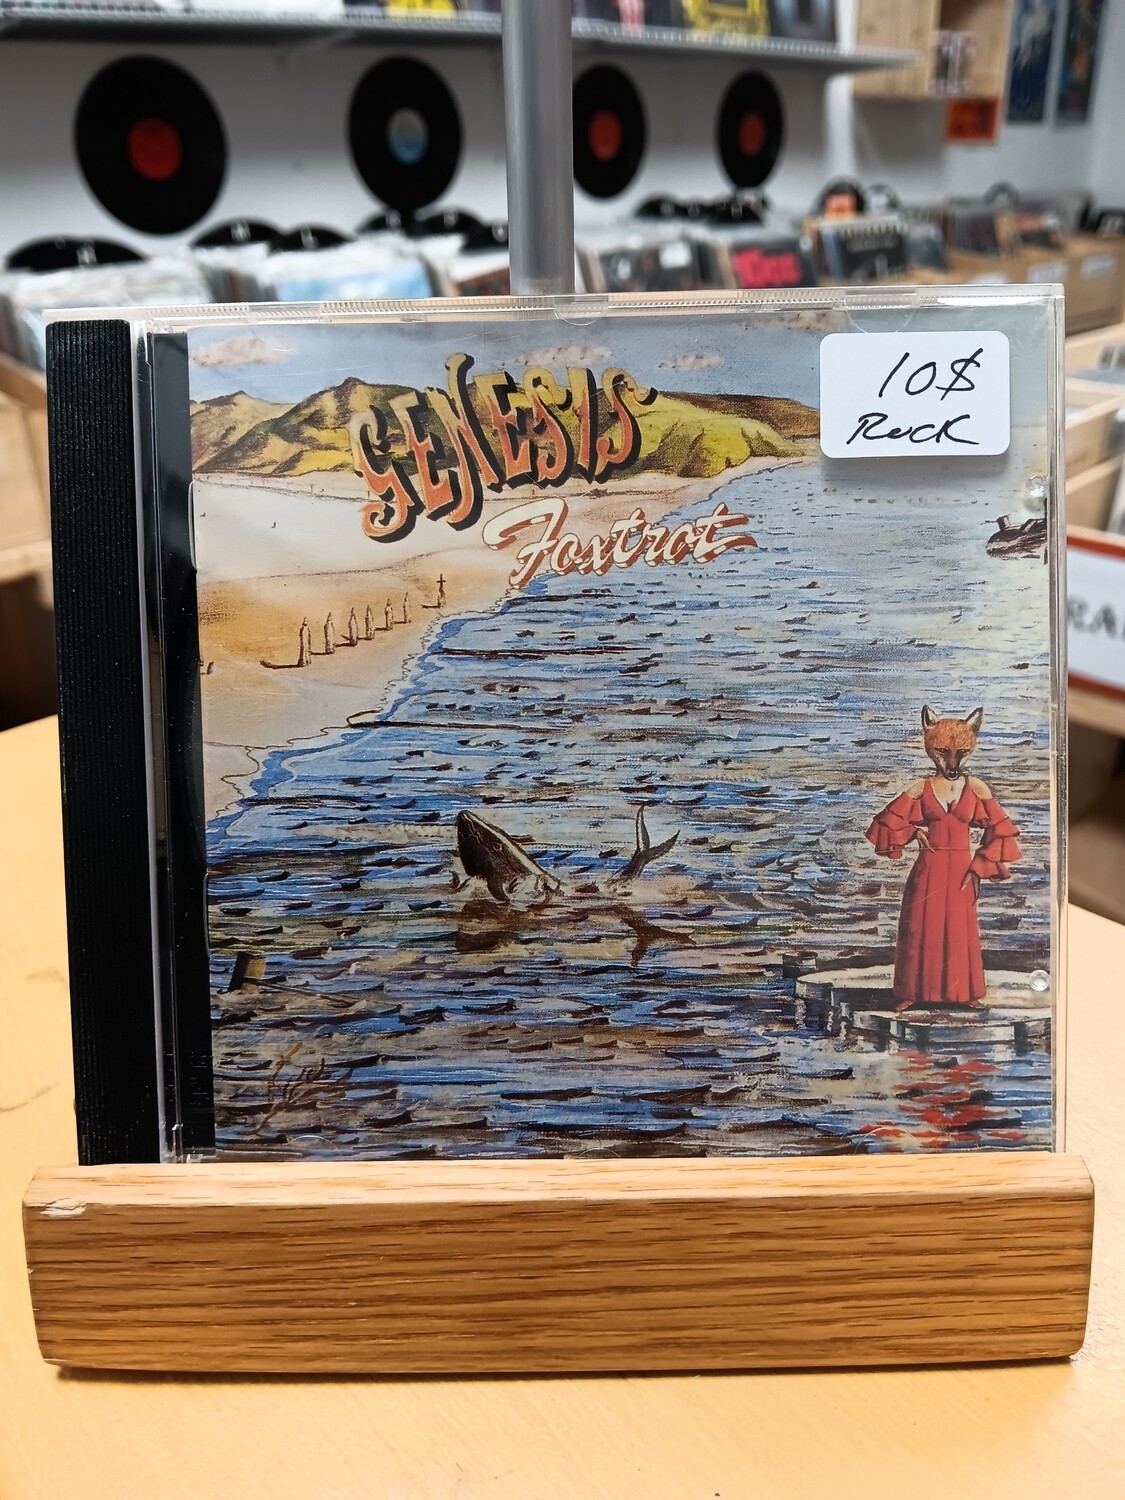 10$
Rock
GENESIS
Foxtrot